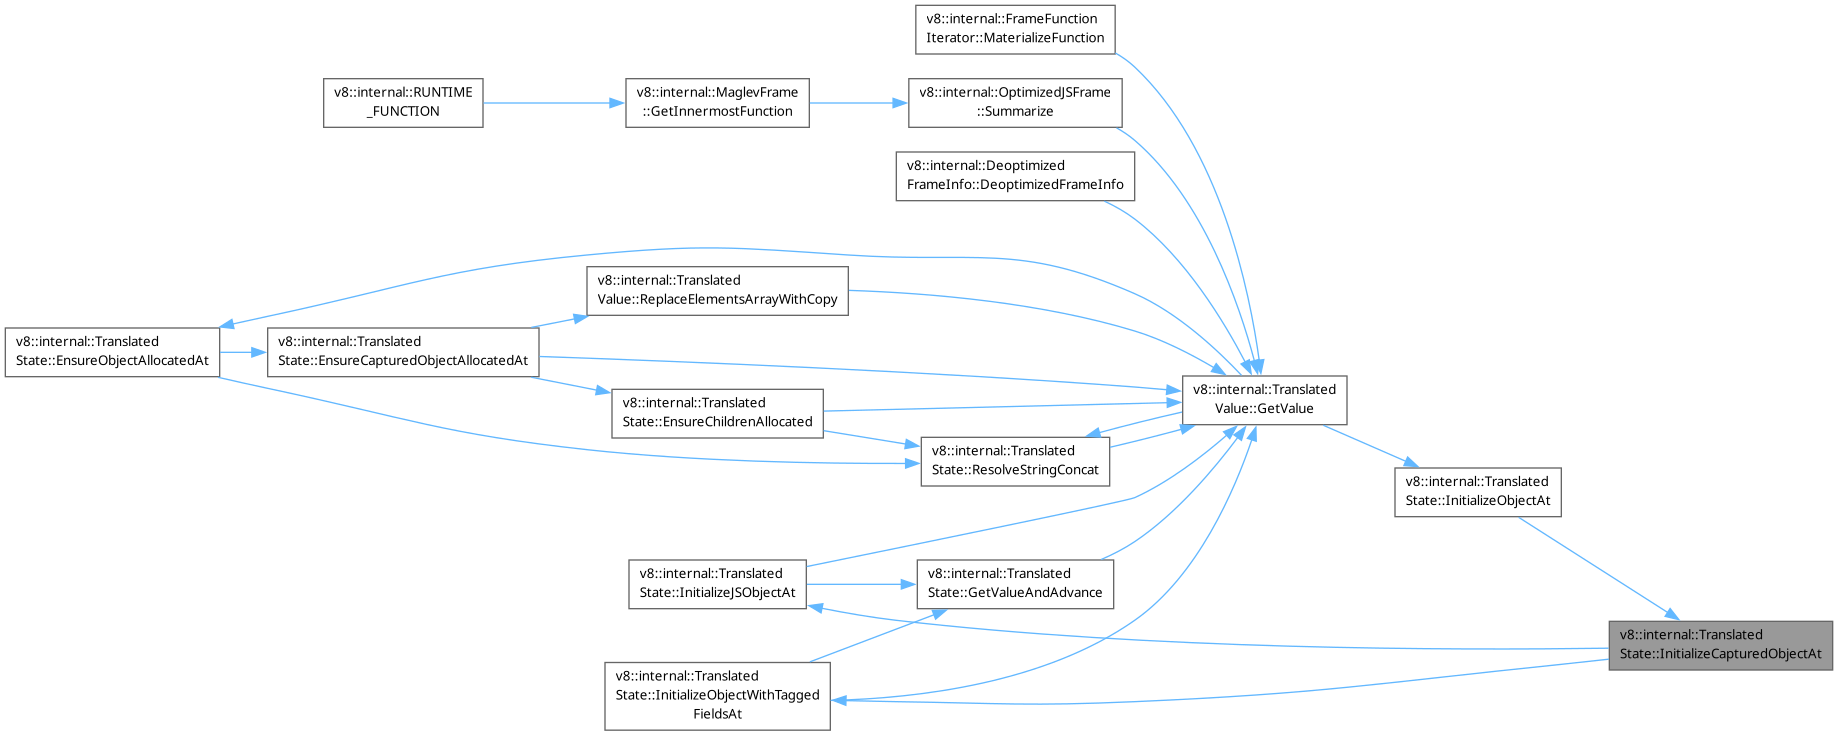 v8::internal::FrameFunction
Iterator::MaterializeFunction
v8::internal::RUNTIME
_FUNCTION
v8::internal::MaglevFrame
::GetInnermostFunction
v8::internal::OptimizedJSFrame
::Summarize
v8::internal::Deoptimized
FrameInfo::DeoptimizedFrameInfo
v8::internal::Translated
Value::ReplaceElementsArrayWithCopy
v8::internal::Translated
State::EnsureObjectAllocatedAt
v8::internal::Translated
State::EnsureCapturedObjectAllocatedAt
v8::internal::Translated
State::EnsureChildrenAllocated
v8::internal::Translated
Value::GetValue
v8::internal::Translated
State::ResolveStringConcat
v8::internal::Translated
State::InitializeObjectAt
v8::internal::Translated
State::InitializeJSObjectAt
v8::internal::Translated
State::GetValueAndAdvance
v8::internal::Translated
State::InitializeCapturedObjectAt
v8::internal::Translated
State::InitializeObjectWithTagged
FieldsAt